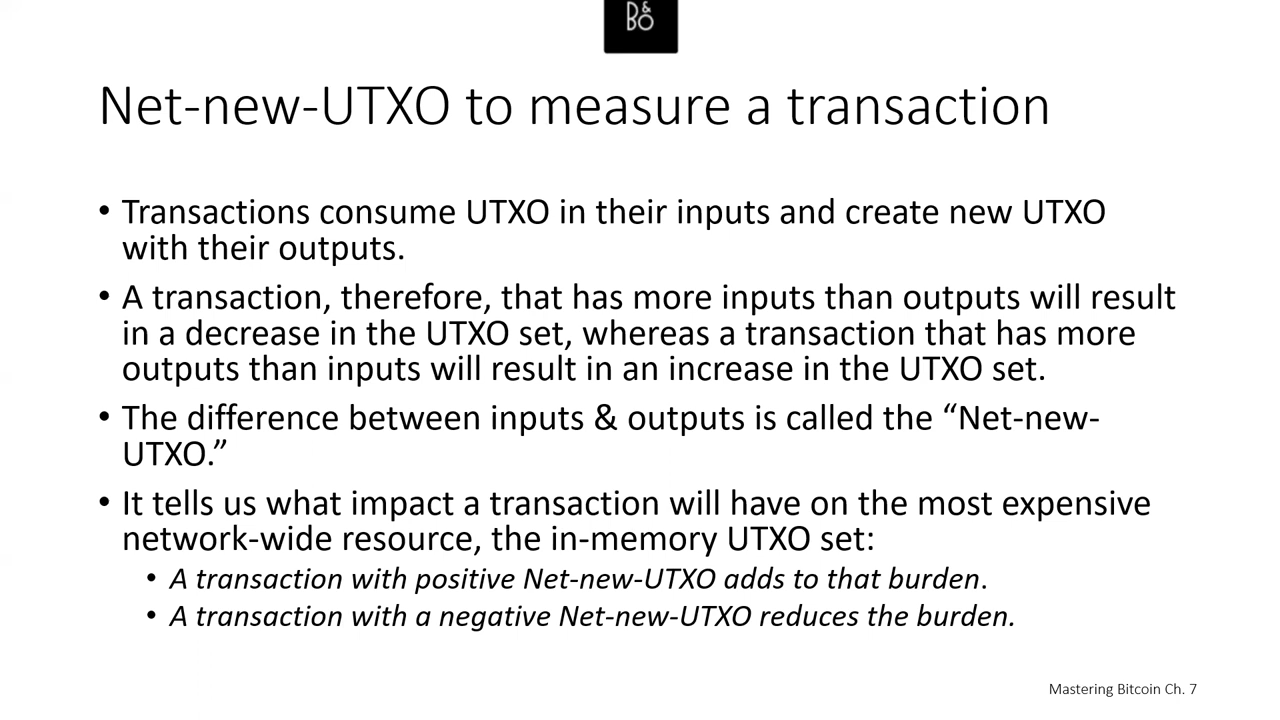 D&BO
Net-new-UTXO to measure a transaction
• Transactions consume UTXO in their inputs and create new UTXO
with their outputs.
• A transaction, therefore, that has more inputs than outputs will result
in a decrease in the UTXO set, whereas a transaction that has more
outputs than inputs will result in an increase in the UTXO set.
• The difference between inputs & outputs is called the “Net-new-
UTXO.”
• It tells us what impact a transaction will have on the most expensive
network-wide resource, the in-memory UTXO set:
• A transaction with positive Net-new-UTXO adds to that burden.
• A transaction with a negative Net-new-UTXO reduces the burden.
Mastering Bitcoin Ch. 7